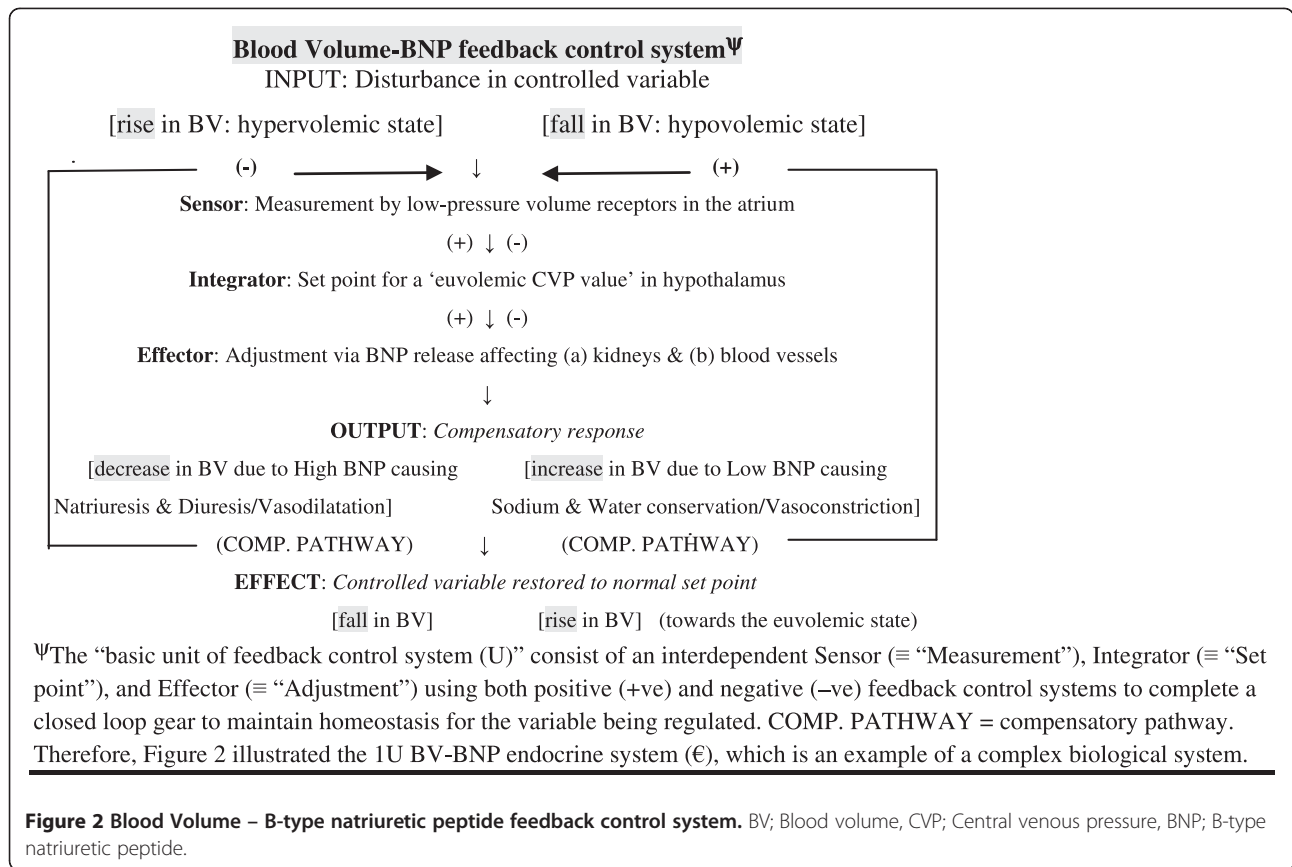 Blood Volume-BNP feedback control systemΨ
INPUT: Disturbance in controlled variable
[rise in BV: hypervolemic state] [fall in BV: hypovolemic state]
(-) ↓ (+)
Sensor: Measurement by low-pressure volume receptors in the atrium
(+) ↓ (-)
Integrator: Set point for a ‘euvolemic CVP value’ in hypothalamus
(+) ↓ (-)
Effector: Adjustment via BNP release affecting (a) kidneys & (b) blood vessels
↓
OUTPUT: Compensatory response
[decrease in BV due to High BNP causing [increase in BV due to Low BNP causing
Natriuresis & Diuresis/Vasodilatation] Sodium & Water conservation/Vasoconstriction]
(COMP. PATHWAY) ↓ (COMP. PATHWAY)
EFFECT: Controlled variable restored to normal set point
[fall in BV] [rise in BV] (towards the euvolemic state)
ΨThe “basic unit of feedback control system (U)” consist of an interdependent Sensor (≡ “Measurement”), Integrator (≡ “Set
point”), and Effector (≡ “Adjustment”) using both positive (+ve) and negative (–ve) feedback control systems to complete a
closed loop gear to maintain homeostasis for the variable being regulated. COMP. PATHWAY = compensatory pathway.
Therefore, Figure 2 illustrated the 1U BV-BNP endocrine system (€), which is an example of a complex biological system.
Figure 2 Blood Volume – B-type natriuretic peptide feedback control system. BV; Blood volume, CVP; Central venous pressure, BNP; B-type
natriuretic peptide.